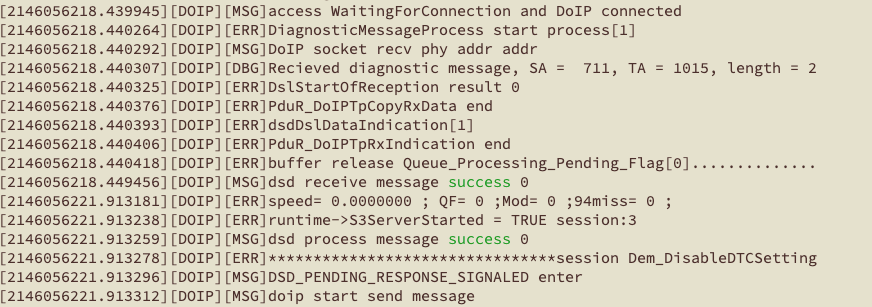 [2146056218.439945][DOIP][MSG]access WaitingForConnection and DoIP connected
[2146056218.440264][DOIP][ERR]DiagnosticMessageProcess start process[1]
[2146056218.440292][DOIP][MSG]DoIP socket recv phy addr addr
[2146056218.440307][DOIP][DBG]Recieved diagnostic message, SA =  711, TA = 1015, length = 2
[2146056218.440325][DOIP][ERR]DslStartOfReception result 0
[2146056218.440376][DOIP][ERR]PduR_DoIPTpCopyRxData end
[2146056218.440393][DOIP][ERR]dsdDslDataIndication[1]
[2146056218.440406][DOIP][ERR]PduR_DoIPTpRxIndication end
[2146056218.440418][DOIP][ERR]buffer release Queue_Processing_Pending_Flag[0]..............
[2146056218.449456][DOIP][MSG]dsd receive message success 0
[2146056221.913181][DOIP][ERR]speed= 0.0000000 ; QF= 0 ;Mod= 0 ;94miss= 0 ;
[2146056221.913238][DOIP][ERR]runtime->S3ServerStarted = TRUE session:3
[2146056221.913259][DOIP][MSG]dsd process message success 0
[2146056221.913278][DOIP][ERR]********************************session Dem_DisableDTCSetting
[2146056221.913296][DOIP][MSG]DSD_PENDING_RESPONSE_SIGNALED enter
[2146056221.913312][DOIP][MSG]doip start send message